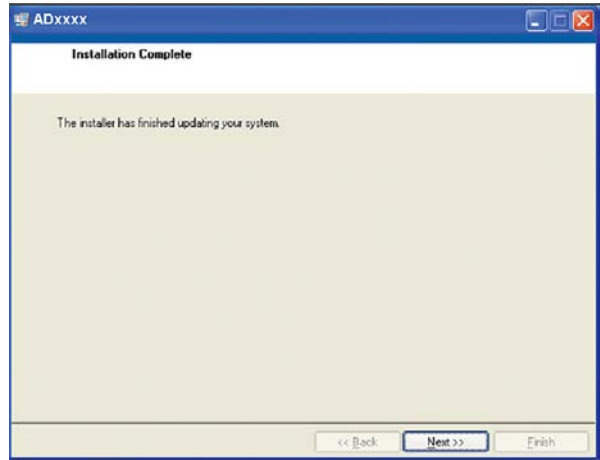 ADxxxx
Installation Complete
The installer has finished updating your system.
<< Back Next >> Finish